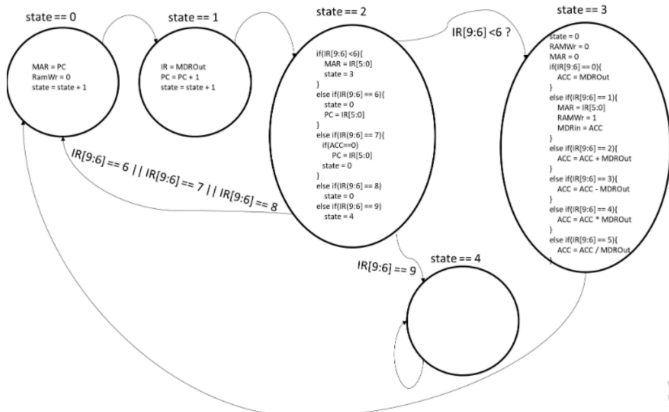 state == 0
MAR = PC
RamWr = 0
state = state + 1
state == 1
IR = MDROut
PC = PC + 1
state = state + 1
state == 2
if(IR[9:6] <6){
MAR = IR[5:0]
state = 3
}
else if(IR[9:6] == 6){
state = 0
PC = IR[5:0]
}
else if(IR[9:6] == 7){
if(ACC==0)
PC = IR[5:0]
state = 0
}
else if(IR[9:6] == 8)
state = 0
else if(IR[9:6] == 9)
state = 4
IR[9:6] <6 ?
state == 3
state = 0
RAMWr = 0
MAR = 0
if(IR[9:6] ==0){
ACC = MDROut
}
else if(IR[9:6] == 1){
MAR = IR[5:0]
RAMWr = 1
MDRin = ACC
}
else if(IR[9:6] == 2){
ACC = ACC + MDROut
}
else if(IR[9:6] == 3){
ACC = ACC - MDROut
}
else if(IR[9:6] == 4){
ACC = ACC * MDROut
}
else if(IR[9:6] == 5){
ACC = ACC / MDROut
}
IR[9:6] == 6 || IR[9:6] == 7 || IR[9:6] == 8
IR[9:6] == 9
state == 4